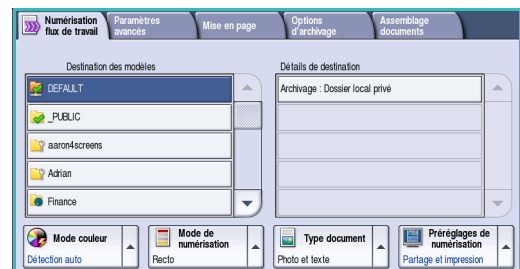 Numérisation
flux de travail
Paramètres
avancés
Mise en page
Options
d'archivage
Assemblage
documents
Destination des modèles
Détails de destination
DEFAULT
Archivage : Dossier local privé
_PUBLIC
aaron4screens
Adrian
Finance
Mode couleur
Détection auto
Mode de
numérisation
Recto
Type document
Photo et texte
Préréglages de
numérisation
Partage et impression